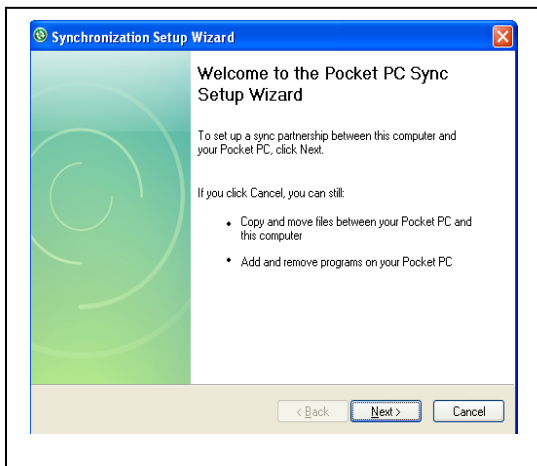 Synchronization Setup Wizard
Welcome to the Pocket PC Sync
Setup Wizard
To set up a sync partnership between this computer and
your Pocket PC, click Next.
If you click Cancel, you can still:
• Copy and move files between your Pocket PC and
this computer
• Add and remove programs on your Pocket PC
< Back Next > Cancel